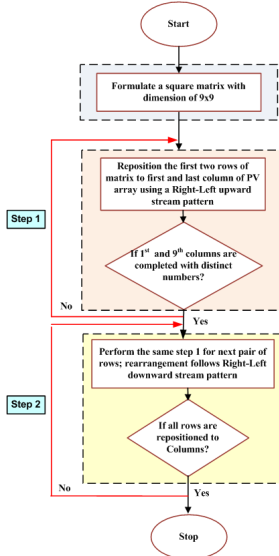 Start
Formulate a square matrix with
dimension of 9x9
Reposition the first two rows of
matrix to first and last column of PV
array using a Right-Left upward
stream pattern
Step 1
If 1st and 9th columns are
completed with distinct
numbers?
No
Yes
Perform the same step 1 for next pair of
rows; rearrangement follows Right-Left
downward stream pattern
Step 2
If all rows are
repositioned to
Columns?
No
Yes
Stop